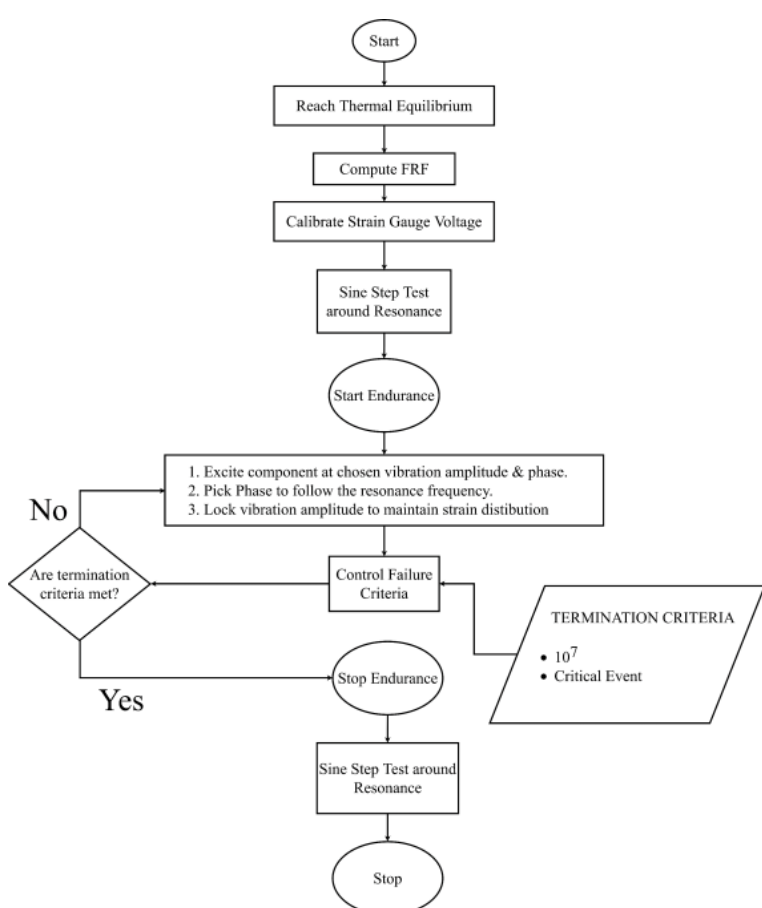 Start
Reach Thermal Equilibrium
Compute FRF
Calibrate Strain Gauge Voltage
Sine Step Test
around Resonance
Start Endurance
1. Excite component at chosen vibration amplitude & phase.
2. Pick Phase to follow the resonance frequency.
3. Lock vibration amplitude to maintain strain distibution
No
Are termination
criteria met?
Control Failure
Criteria
TERMINATION CRITERIA
• 10⁷
• Critical Event
Yes
Stop Endurance
Sine Step Test around
Resonance
Stop